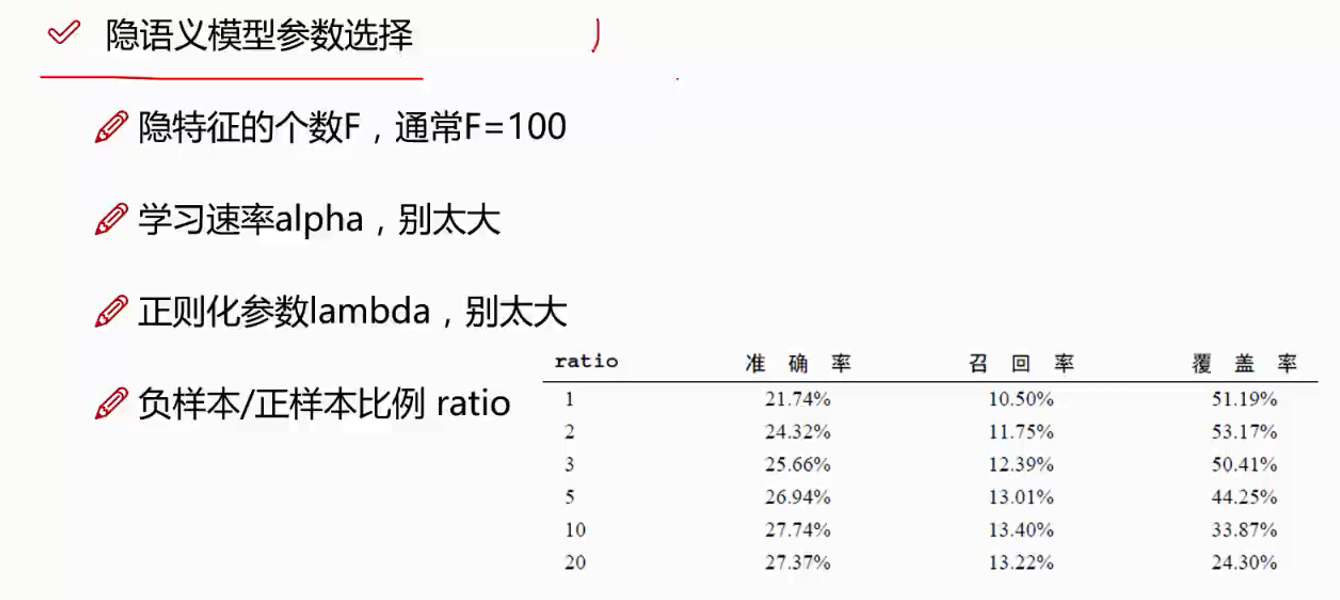 隐语义模型参数选择
隐特征的个数F，通常F=100
学习速率alpha，别太大
正则化参数lambda，别太大
负样本/正样本比例 ratio
ratio 准确率 召回率 覆盖率
1 21.74% 10.50% 51.19%
2 24.32% 11.75% 53.17%
3 25.66% 12.39% 50.41%
5 26.94% 13.01% 44.25%
10 27.74% 13.40% 33.87%
20 27.37% 13.22% 24.30%